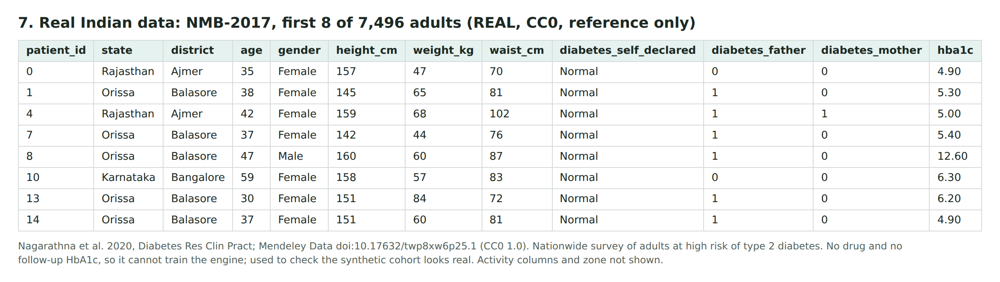 7. Real Indian data: NMB-2017, first 8 of 7,496 adults (REAL, CC0, reference only)
patient_id state district age gender height_cm weight_kg waist_cm diabetes_self_declared diabetes_father diabetes_mother hba1c
0 Rajasthan Ajmer 35 Female 157 47 70 Normal 0 0 4.90
1 Orissa Balasore 38 Female 145 65 81 Normal 1 0 5.30
4 Rajasthan Ajmer 42 Female 159 68 102 Normal 1 1 5.00
7 Orissa Balasore 37 Female 142 44 76 Normal 1 0 5.40
8 Orissa Balasore 47 Male 160 60 87 Normal 1 0 12.60
10 Karnataka Bangalore 59 Female 158 57 83 Normal 0 0 6.30
13 Orissa Balasore 30 Female 151 84 72 Normal 1 0 6.20
14 Orissa Balasore 37 Female 151 60 81 Normal 1 0 4.90
Nagarathna et al. 2020, Diabetes Res Clin Pract; Mendeley Data doi:10.17632/twp8xw6p25.1 (CC0 1.0). Nationwide survey of adults at high risk of type 2 diabetes. No drug and no
follow-up HbA1c, so it cannot train the engine; used to check the synthetic cohort looks real. Activity columns and zone not shown.